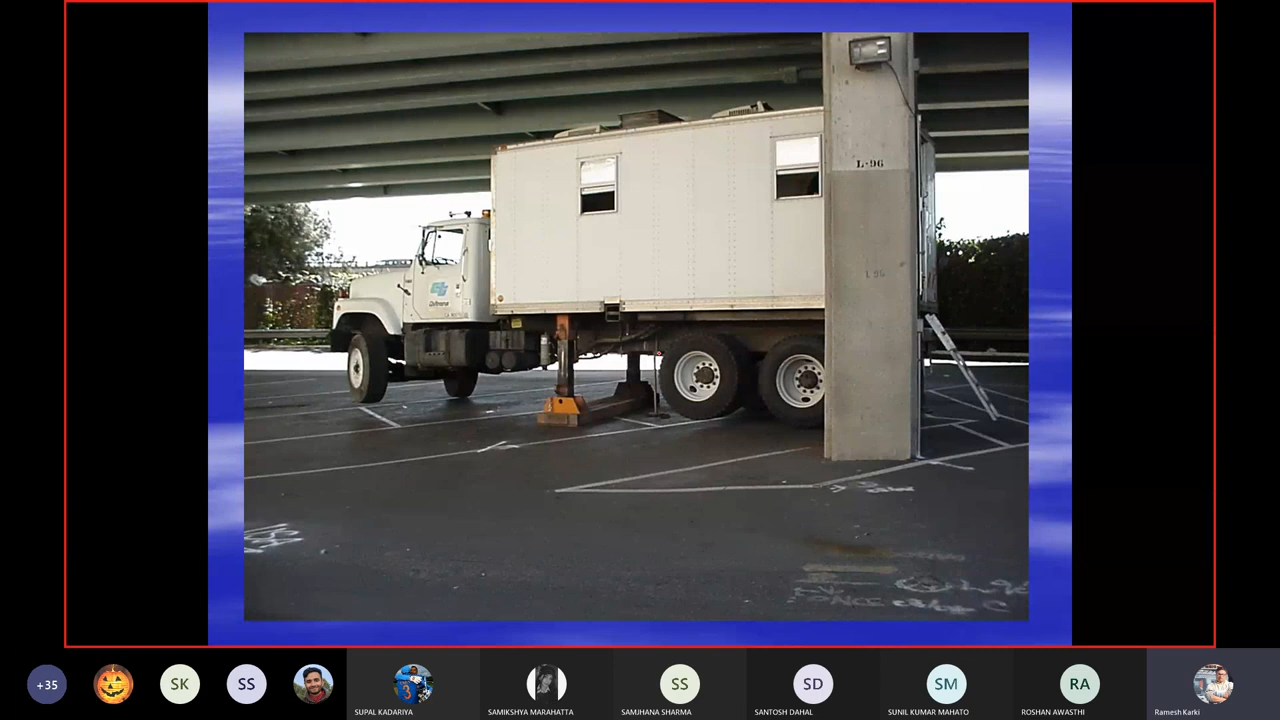 L-96
L 96
Caltrans
+35
SK
SS
SUPAL KADARIYA
SAMIKSHYA MARAHATTA
SS
SAMJHANA SHARMA
SD
SANTOSH DAHAL
SM
SUNIL KUMAR MAHATO
RA
ROSHAN AWASTHI
Ramesh Karki